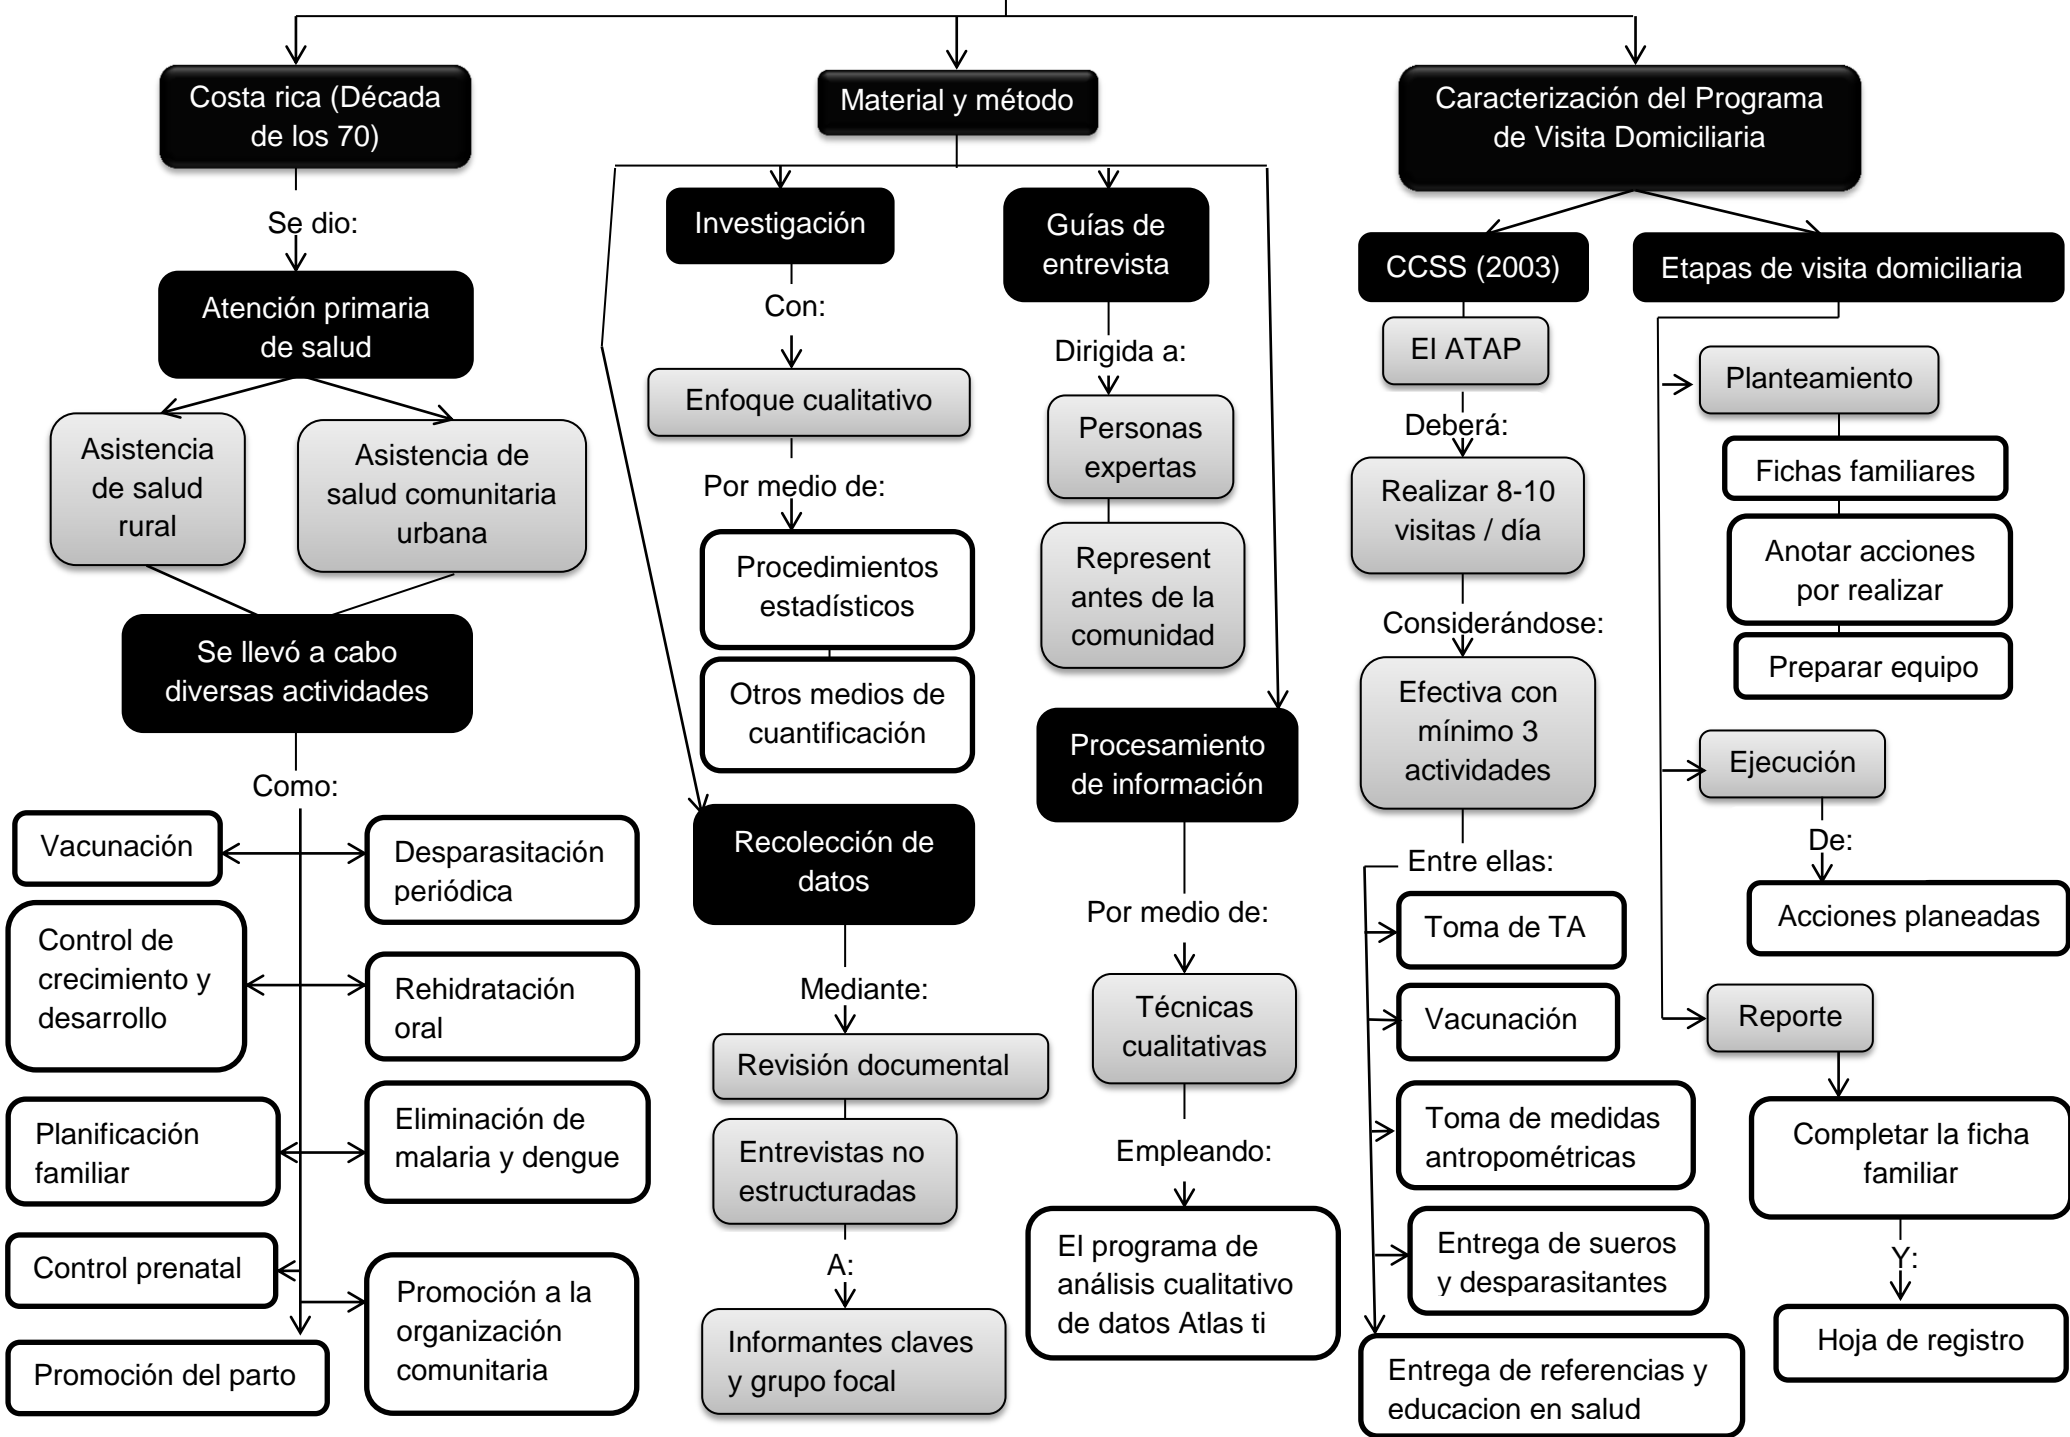 Costa rica (Década
de los 70)
Se dio:
Atención primaria
de salud
Asistencia
de salud
rural
Asistencia de
salud comunitaria
urbana
Se llevó a cabo
diversas actividades
Como:
Vacunación
Desparasitación
periódica
Control de
crecimiento y
desarrollo
Rehidratación
oral
Planificación
familiar
Eliminación de
malaria y dengue
Control prenatal
Promoción a la
organización
comunitaria
Promoción del parto
Material y método
Investigación
Con:
Enfoque cualitativo
Por medio de:
Procedimientos
estadísticos
Otros medios de
cuantificación
Recolección de
datos
Mediante:
Revisión documental
Entrevistas no
estructuradas
A:
Informantes claves
y grupo focal
Guías de
entrevista
Dirigida a:
Personas
expertas
Represent
antes de la
comunidad
Procesamiento
de información
Por medio de:
Técnicas
cualitativas
Empleando:
El programa de
análisis cualitativo
de datos Atlas ti
Caracterización del Programa
de Visita Domiciliaria
CCSS (2003)
El ATAP
Deberá:
Realizar 8-10
visitas / día
Considerándose:
Efectiva con
mínimo 3
actividades
Entre ellas:
Toma de TA
Vacunación
Toma de medidas
antropométricas
Entrega de sueros
y desparasitantes
Entrega de referencias y
educacion en salud
Etapas de visita domiciliaria
Planteamiento
Fichas familiares
Anotar acciones
por realizar
Preparar equipo
Ejecución
De:
Acciones planeadas
Reporte
Completar la ficha
familiar
Y:
Hoja de registro